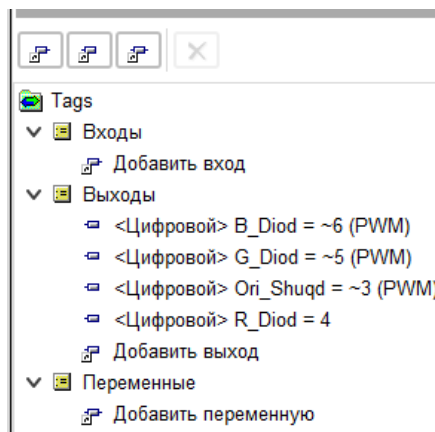 Tags
Входы
Добавить вход
Выходы
<Цифровой> B_Diod = ~6 (PWM)
<Цифровой> G_Diod = ~5 (PWM)
<Цифровой> Ori_Shuqd = ~3 (PWM)
<Цифровой> R_Diod = 4
Добавить выход
Переменные
Добавить переменную